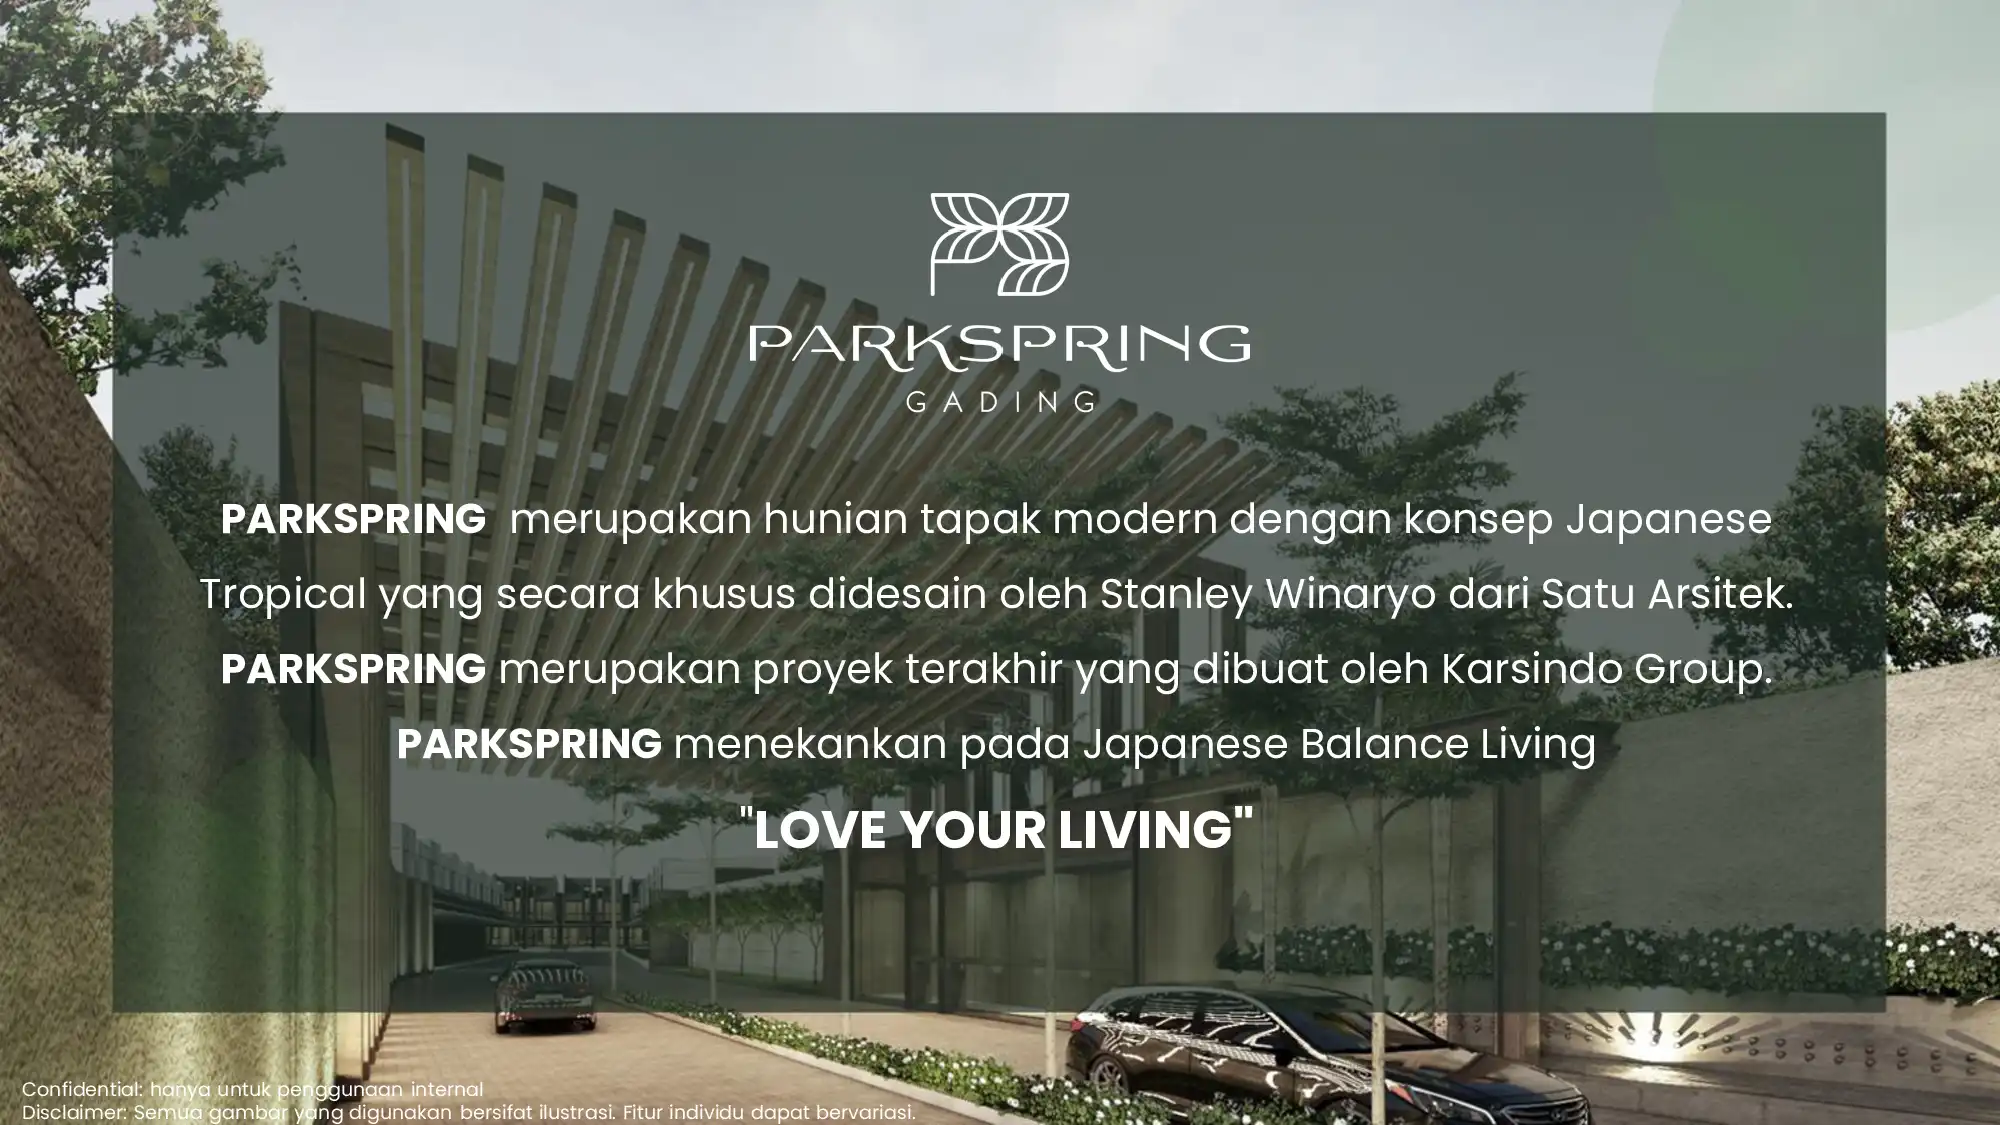 PARKSPRING
GADING
PARKSPRING merupakan hunian tapak modern dengan konsep Japanese
Tropical yang secara khusus didesain oleh Stanley Winaryo dari Satu Arsitek.
PARKSPRING merupakan proyek terakhir yang dibuat oleh Karsindo Group.
PARKSPRING menekankan pada Japanese Balance Living
"LOVE YOUR LIVING"
Confidential: hanya untuk penggunaan internal
Disclaimer: Semua gambar yang digunakan bersifat ilustrasi. Fitur individu dapat bervariasi.